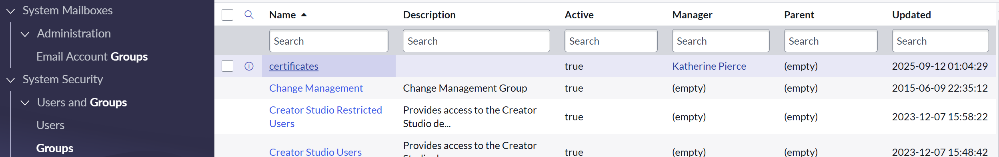 System Mailboxes
Administration
Email Account Groups
System Security
Users and Groups
Users
Groups
Name Description Active Manager Parent Updated
Search Search Search Search Search Search
certificates true Katherine Pierce (empty) 2025-09-12 01:04:29
Change Management Change Management Group true (empty) (empty) 2015-06-09 22:35:12
Creator Studio Restricted Users Provides access to the Creator Studio de... true (empty) (empty) 2023-12-07 15:58:22
Creator Studio Users Provides access to the Creator true (empty) (empty) 2023-12-07 15:48:42